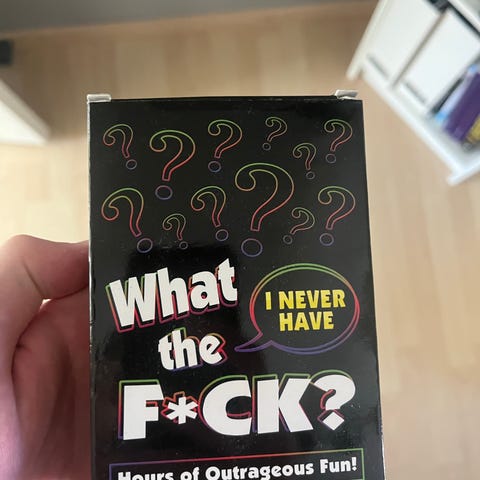 What
the
F*CK?
I NEVER
HAVE
Hours of Outrageous Fun!